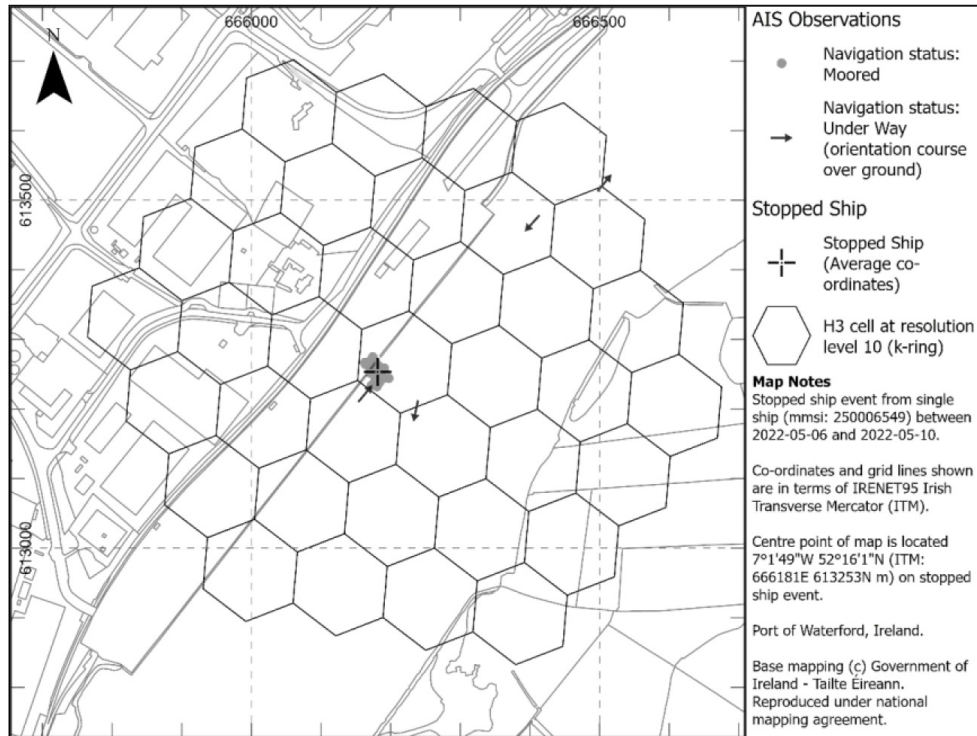 666000
666500
N
613500
613000
AIS Observations
Navigation status:
Moored
Navigation status:
Under Way
(orientation course
over ground)
Stopped Ship
Stopped Ship
(Average co-
ordinates)
H3 cell at resolution
level 10 (k-ring)
Map Notes
Stopped ship event from single
ship (mmsi: 250006549) between
2022-05-06 and 2022-05-10.
Co-ordinates and grid lines shown
are in terms of IRENET95 Irish
Transverse Mercator (ITM).
Centre point of map is located
7°1'49"W 52°16'1"N (ITM:
666181E 613253N m) on stopped
ship event.
Port of Waterford, Ireland.
Base mapping (c) Government of
Ireland - Tailte Éireann.
Reproduced under national
mapping agreement.